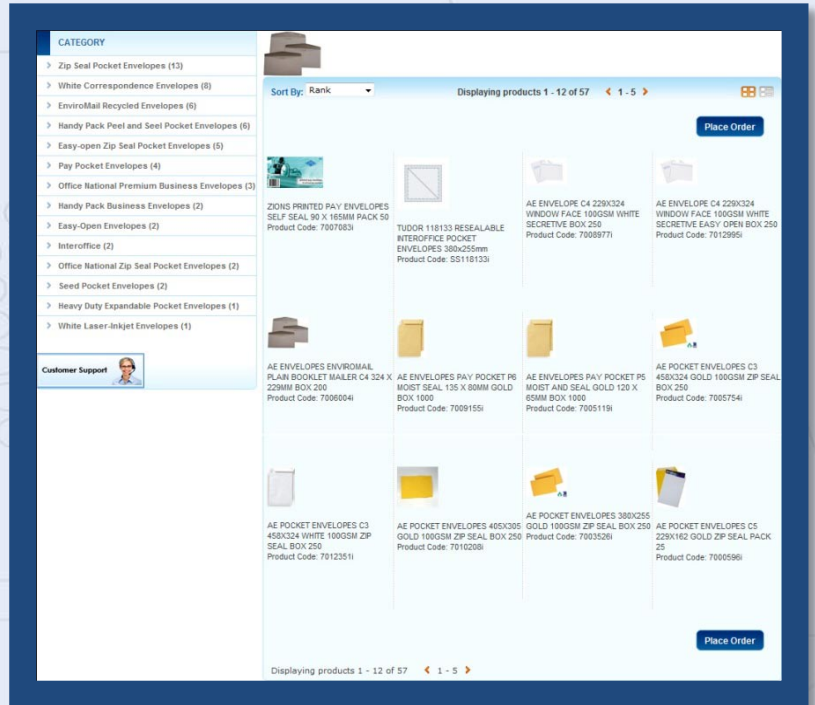 CATEGORY
Zip Seal Pocket Envelopes (13)
White Correspondence Envelopes (8)
EnviroMail Recycled Envelopes (6)
Handy Pack Peel and Seel Pocket Envelopes (6)
Easy-open Zip Seal Pocket Envelopes (5)
Pay Pocket Envelopes (4)
Office National Premium Business Envelopes (3)
Handy Pack Business Envelopes (2)
Easy-Open Envelopes (2)
Interoffice (2)
Office National Zip Seal Pocket Envelopes (2)
Seed Pocket Envelopes (2)
Heavy Duty Expandable Pocket Envelopes (1)
White Laser-Inkjet Envelopes (1)
Customer Support
Sort By: Rank
Displaying products 1 - 12 of 57 1 - 5
Place Order
ZIONS PRINTED PAY ENVELOPES
SELF SEAL 90 X 165MM PACK 50
Product Code: 7007083i
TUDOR 118133 RESEALABLE
INTEROFFICE POCKET
ENVELOPES 380x255mm
Product Code: SS118133i
AE ENVELOPE C4 229X324
WINDOW FACE 100GSM WHITE
SECRETIVE BOX 250
Product Code: 7008977i
AE ENVELOPE C4 229X324
WINDOW FACE 100GSM WHITE
SECRETIVE EASY OPEN BOX 250
Product Code: 7012995i
AE ENVELOPES ENVIROMAIL
PLAIN BOOKLET MAILER C4 324 X
229MM BOX 200
Product Code: 7006004i
AE ENVELOPES PAY POCKET P6
MOIST SEAL 135 X 80MM GOLD
BOX 1000
Product Code: 7009155i
AE ENVELOPES PAY POCKET P5
MOIST AND SEAL GOLD 120 X
65MM BOX 1000
Product Code: 7005119i
AE POCKET ENVELOPES C3
458X324 GOLD 100GSM ZIP SEAL
BOX 250
Product Code: 7005754i
AE POCKET ENVELOPES C3
458X324 WHITE 100GSM ZIP
SEAL BOX 250
Product Code: 7012351i
AE POCKET ENVELOPES 405X305
GOLD 100GSM ZIP SEAL BOX 250
Product Code: 7010208i
AE POCKET ENVELOPES 380X255
GOLD 100GSM ZIP SEAL BOX 250
Product Code: 7003526i
AE POCKET ENVELOPES C5
229X162 GOLD ZIP SEAL PACK
25
Product Code: 7000596i
Place Order
Displaying products 1 - 12 of 57 1 - 5